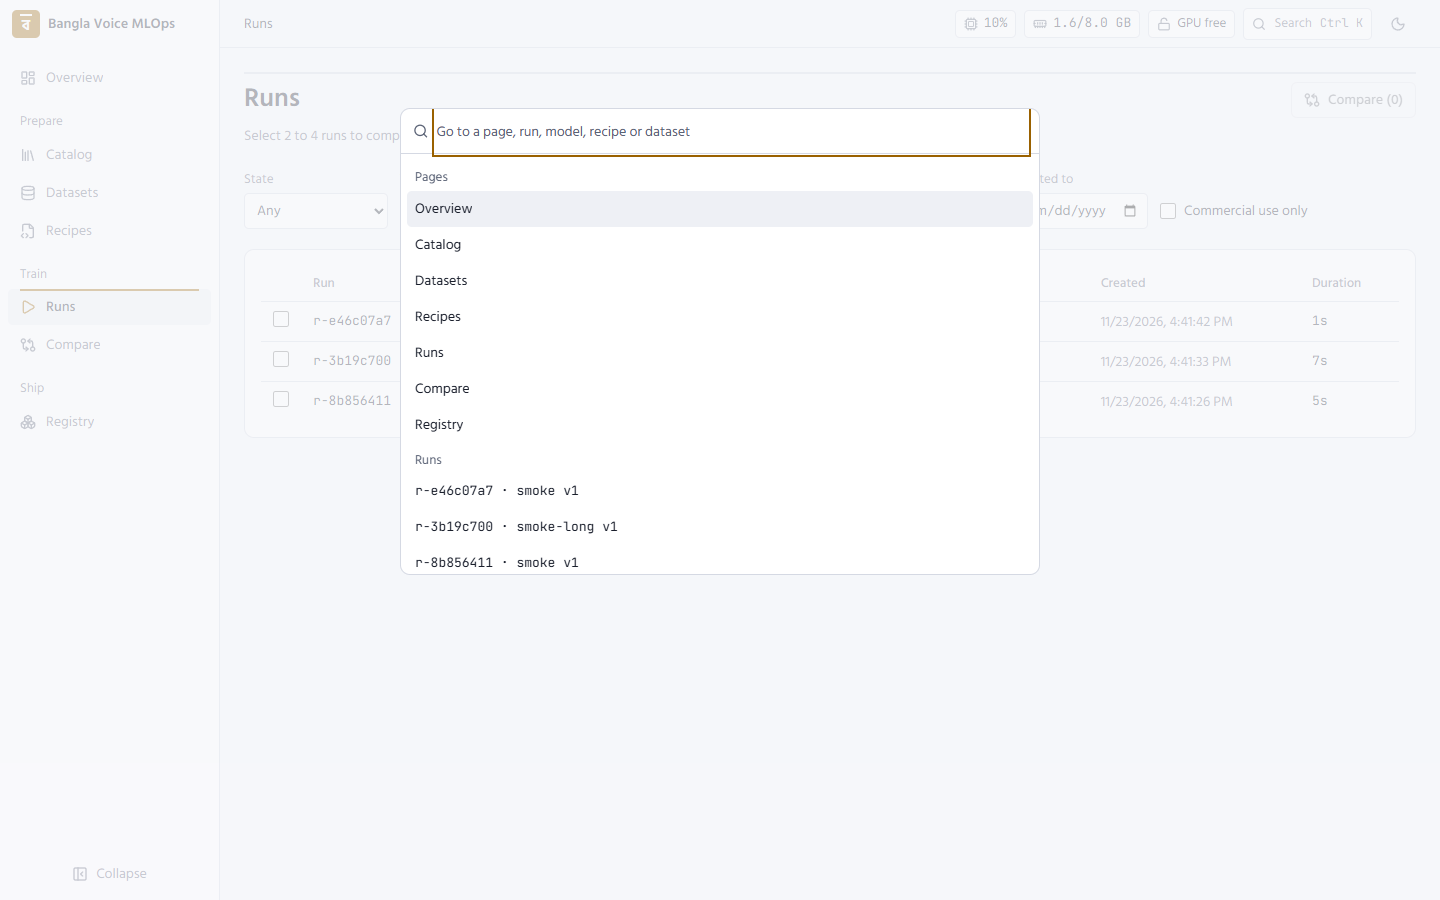 ব Bangla Voice MLOps
Runs
10%
1.6/8.0 GB
GPU free
Search Ctrl K
Overview
Prepare
Catalog
Datasets
Recipes
Train
Runs
Compare
Ship
Registry
Collapse
Runs
Compare (0)
Select 2 to 4 runs to comp
State
ted to
Any
m/dd/yyyy
Commercial use only
Run
Created
Duration
r-e46c07a7
11/23/2026, 4:41:42 PM
1s
r-3b19c700
11/23/2026, 4:41:33 PM
7s
r-8b856411
11/23/2026, 4:41:26 PM
5s
Go to a page, run, model, recipe or dataset
Pages
Overview
Catalog
Datasets
Recipes
Runs
Compare
Registry
Runs
r-e46c07a7 · smoke v1
r-3b19c700 · smoke-long v1
r-8b856411 · smoke v1